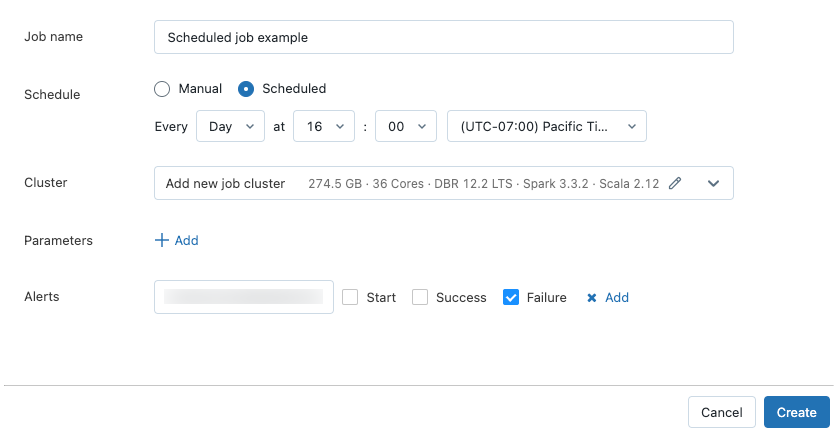 Job name Scheduled job example
Schedule Manual Scheduled
Every Day at 16 : 00 (UTC-07:00) Pacific Ti...
Cluster Add new job cluster 274.5 GB · 36 Cores · DBR 12.2 LTS · Spark 3.3.2 · Scala 2.12
Parameters + Add
Alerts Start Success Failure × Add
Cancel Create